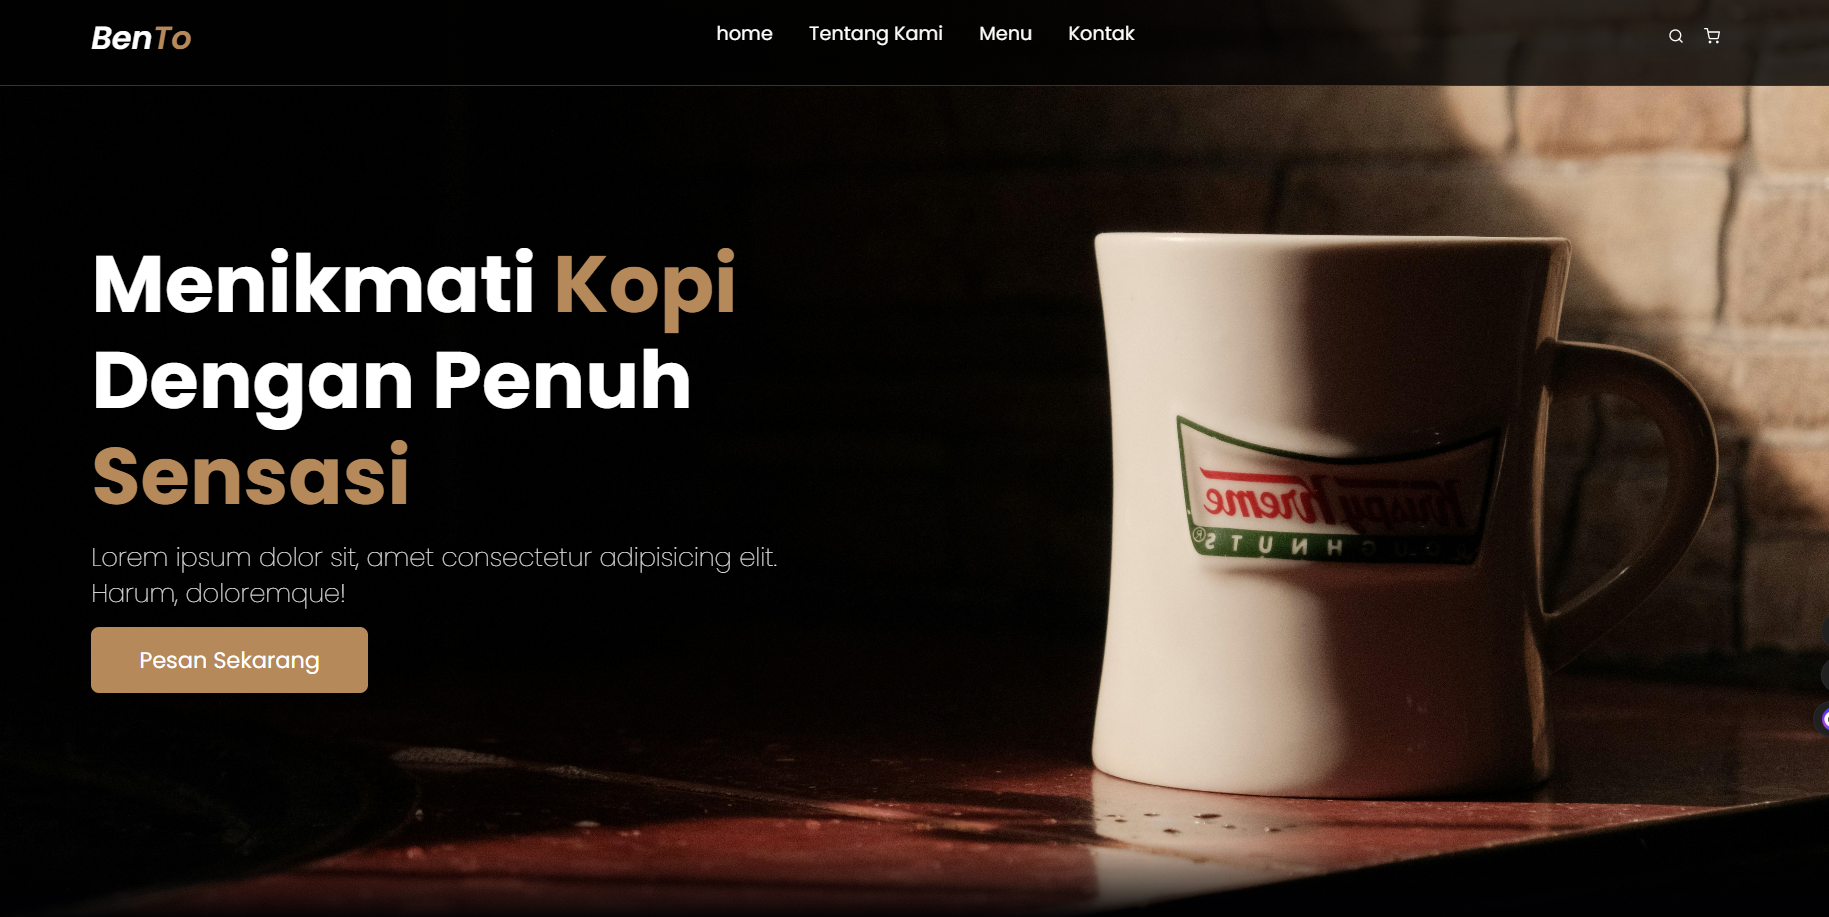 BenTo
home Tentang Kami Menu Kontak
Menikmati Kopi
Dengan Penuh
Sensasi
Lorem ipsum dolor sit, amet consectetur adipisicing elit.
Harum, doloremque!
Pesan Sekarang
Krispy Kreme
DOUGHNUTS®